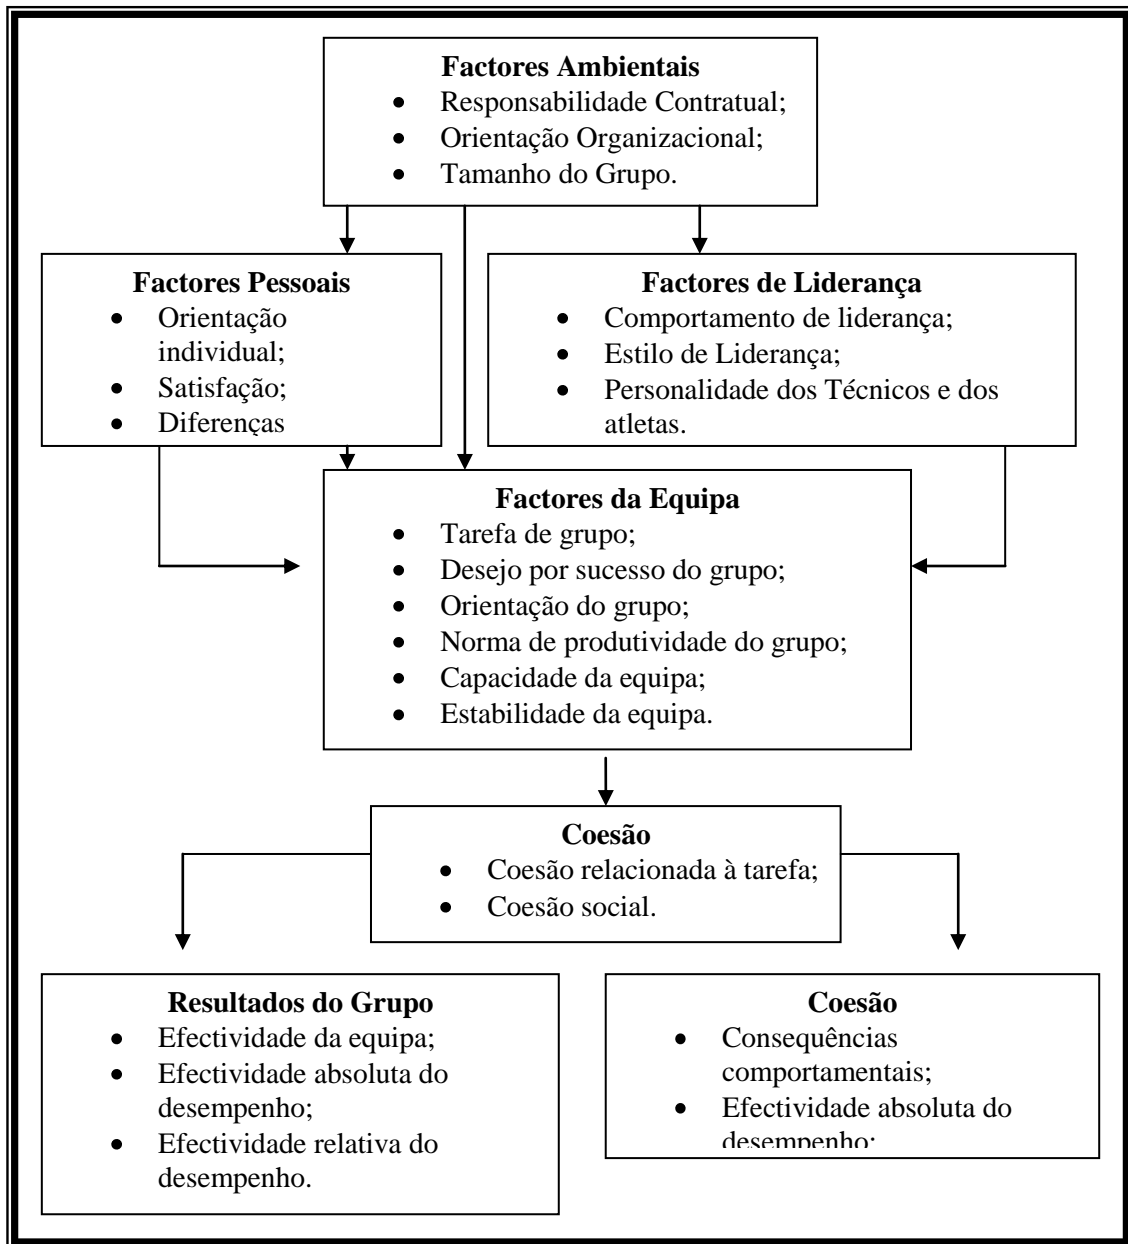 Factores Ambientais
• Responsabilidade Contratual;
• Orientação Organizacional;
• Tamanho do Grupo.
Factores Pessoais
• Orientação
individual;
• Satisfação;
• Diferenças
Factores de Liderança
• Comportamento de liderança;
• Estilo de Liderança;
• Personalidade dos Técnicos e dos
atletas.
Factores da Equipa
• Tarefa de grupo;
• Desejo por sucesso do grupo;
• Orientação do grupo;
• Norma de produtividade do grupo;
• Capacidade da equipa;
• Estabilidade da equipa.
Coesão
• Coesão relacionada à tarefa;
• Coesão social.
Resultados do Grupo
• Efectividade da equipa;
• Efectividade absoluta do
desempenho;
• Efectividade relativa do
desempenho.
Coesão
• Consequências
comportamentais;
• Efectividade absoluta do
desempenho;